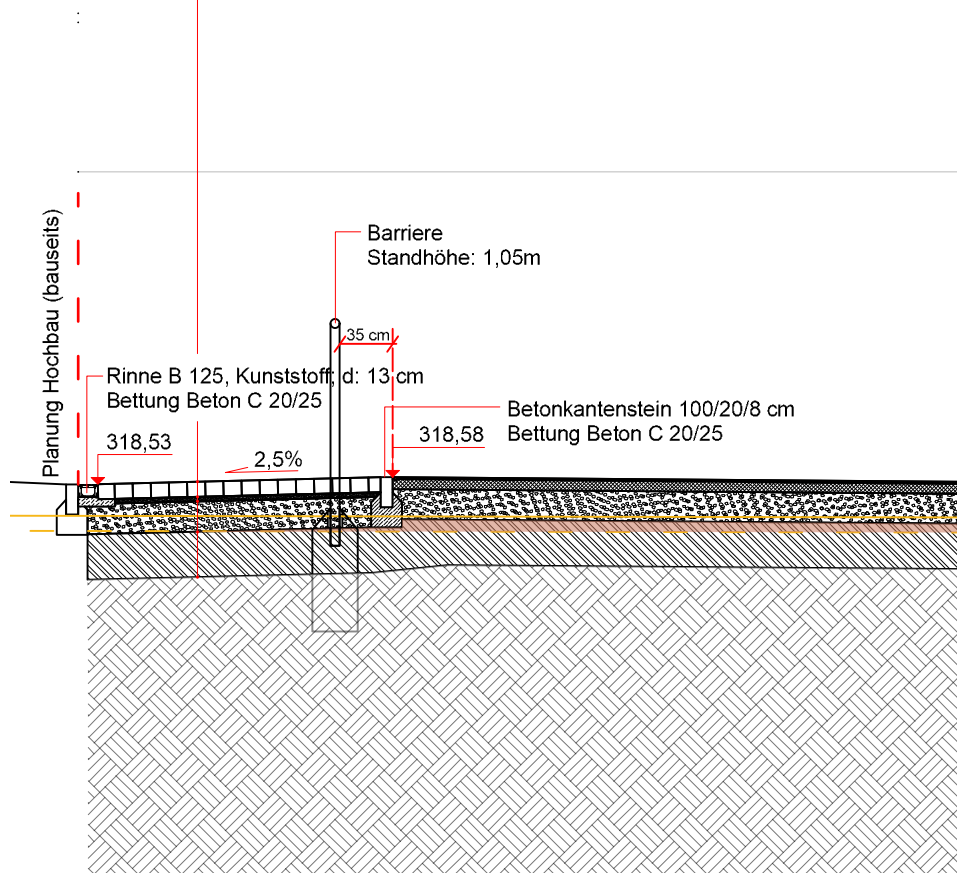 Planung Hochbau (bauseits)
Barriere
Standhöhe: 1,05m
35 cm
Rinne B 125, Kunststoff, d: 13 cm
Bettung Beton C 20/25
Betonkantenstein 100/20/8 cm
Bettung Beton C 20/25
318,53
2,5%
318,58